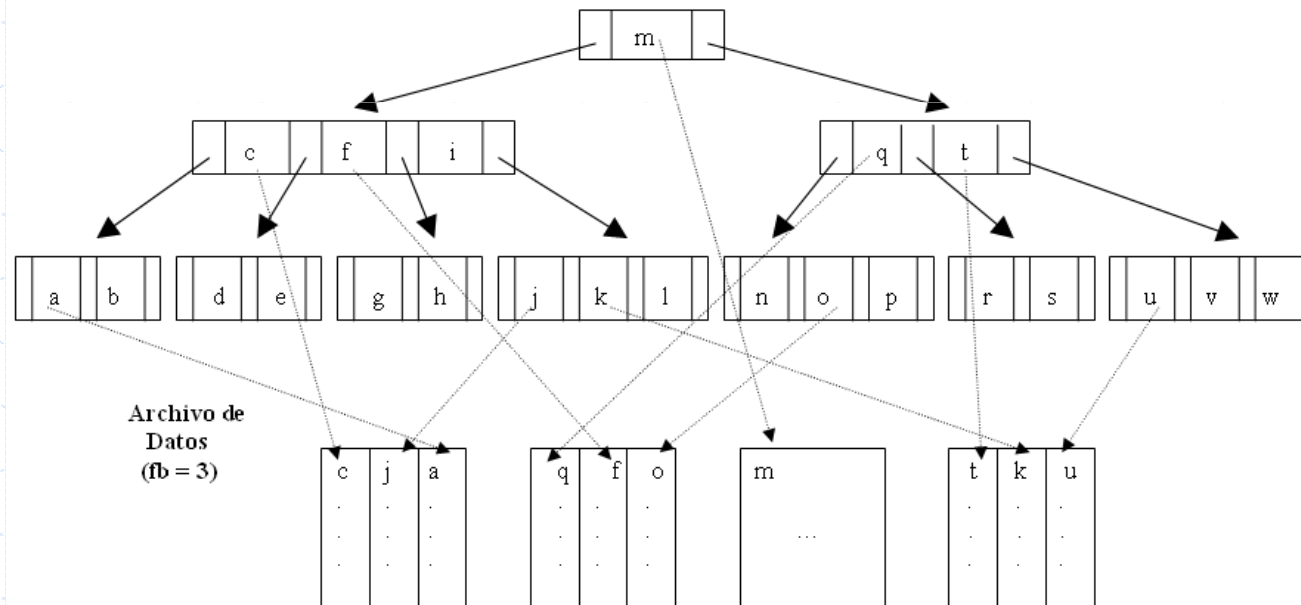 m
c f i q t
a b d e g h j k l n o p r s u v w
Archivo de
Datos
(fb = 3)
c j a q f o m t k u
. . . . . . . . .
. . . . . . ... . . .
. . . . . . . . .